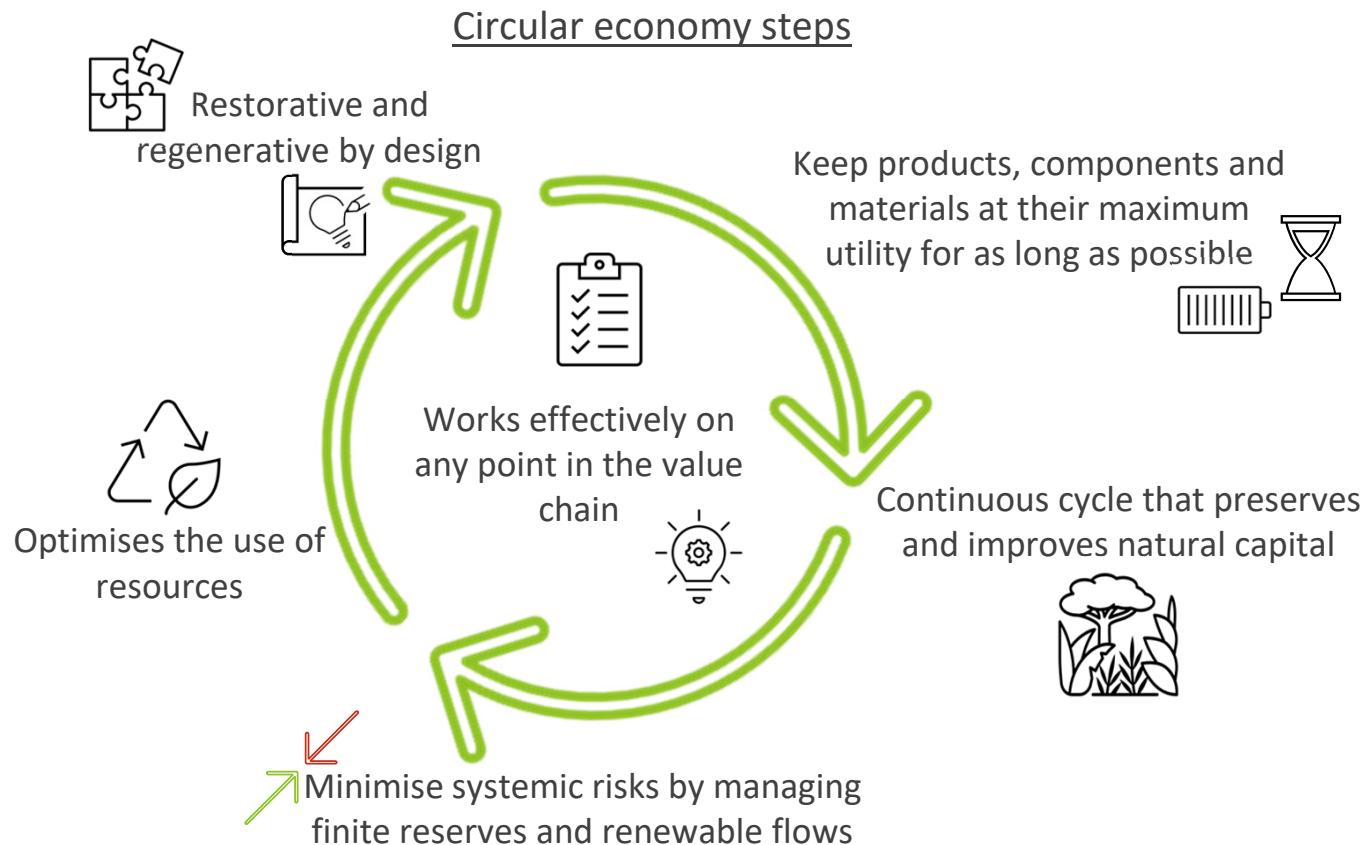 Circular economy steps
Restorative and
regenerative by design
Keep products, components and
materials at their maximum
utility for as long as possible
Continuous cycle that preserves
and improves natural capital
Minimise systemic risks by managing
finite reserves and renewable flows
Optimises the use of
resources
Works effectively on
any point in the value
chain